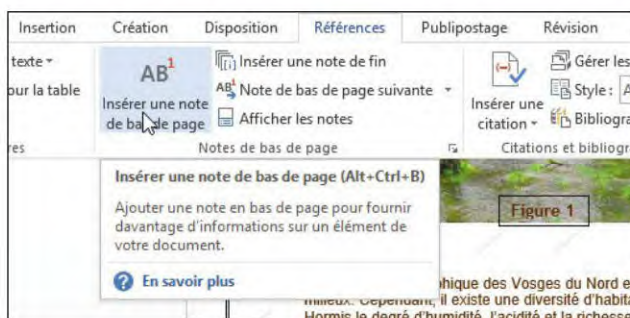 Insertion Création Disposition Références Publipostage Révision
texte
our la table
res
AB1
Insérer une note
de bas de page
[i] Insérer une note de fin
AB1 Note de bas de page suivante
Afficher les notes
Notes de bas de page
Insérer une
citation
Gérer les
Style : A
Bibliogra
Citations et bibliogr
Insérer une note de bas de page (Alt+Ctrl+B)
Ajouter une note en bas de page pour fournir
davantage d'informations sur un élément de
votre document.
? En savoir plus
Figure 1
phique des Vosges du Nord e
milieux. Cependant, il existe une diversité d'habita
Hormis le degré d'humidité, l'acidité et la richesse